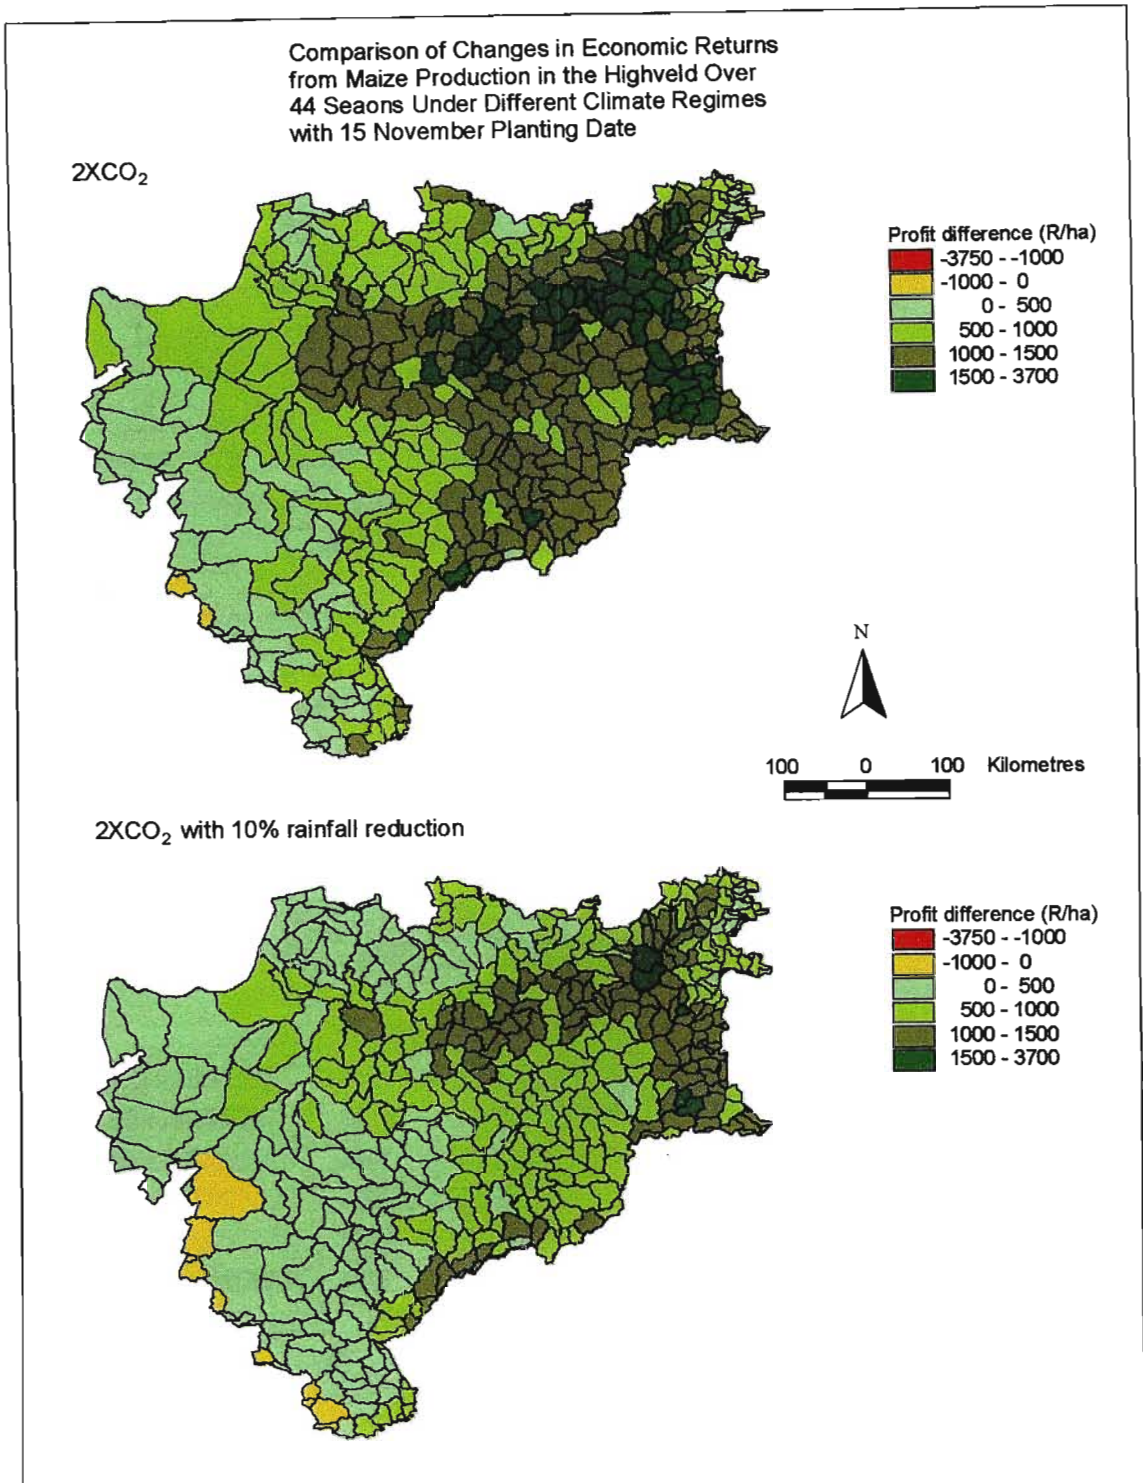 Comparison of Changes in Economic Returns
from Maize Production in the Highveld Over
44 Seaons Under Different Climate Regimes
with 15 November Planting Date
2XCO₂
Profit difference (R/ha)
-3750 - -1000
-1000 - 0
0 - 500
500 - 1000
1000 - 1500
1500 - 3700
N
100 0 100 Kilometres
2XCO₂ with 10% rainfall reduction
Profit difference (R/ha)
-3750 - -1000
-1000 - 0
0 - 500
500 - 1000
1000 - 1500
1500 - 3700